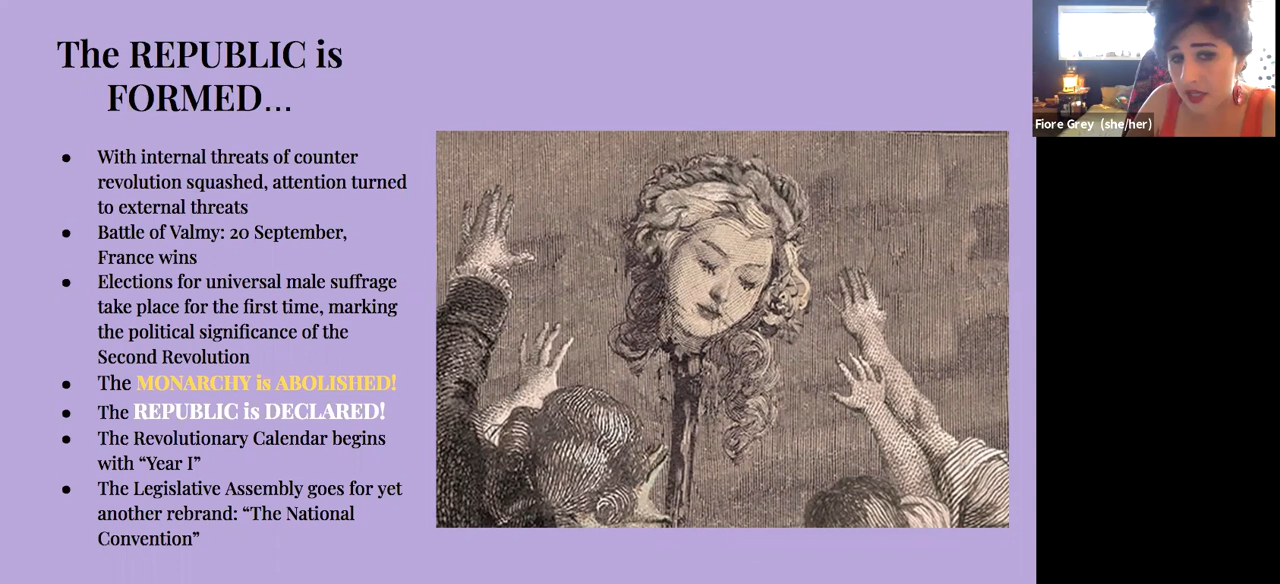 The REPUBLIC is
FORMED...
● With internal threats of counter
revolution squashed, attention turned
to external threats
● Battle of Valmy: 20 September,
France wins
● Elections for universal male suffrage
take place for the first time, marking
the political significance of the
Second Revolution
● The MONARCHY is ABOLISHED!
● The REPUBLIC is DECLARED!
● The Revolutionary Calendar begins
with “Year I”
● The Legislative Assembly goes for yet
another rebrand: “The National
Convention”
Fiore Grey (she/her)